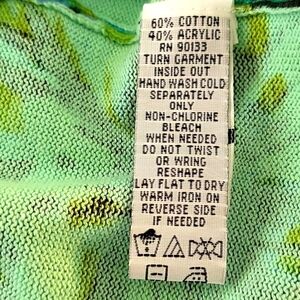 60% COTTON
40% ACRYLIC
RN 90133
TURN GARMENT
INSIDE OUT
HAND WASH COLD
SEPARATELY
ONLY
NON-CHLORINE
BLEACH
WHEN NEEDED
DO NOT TWIST
OR WRING
RESHAPE
LAY FLAT TO DRY
WARM IRON ON
REVERSE SIDE
IF NEEDED